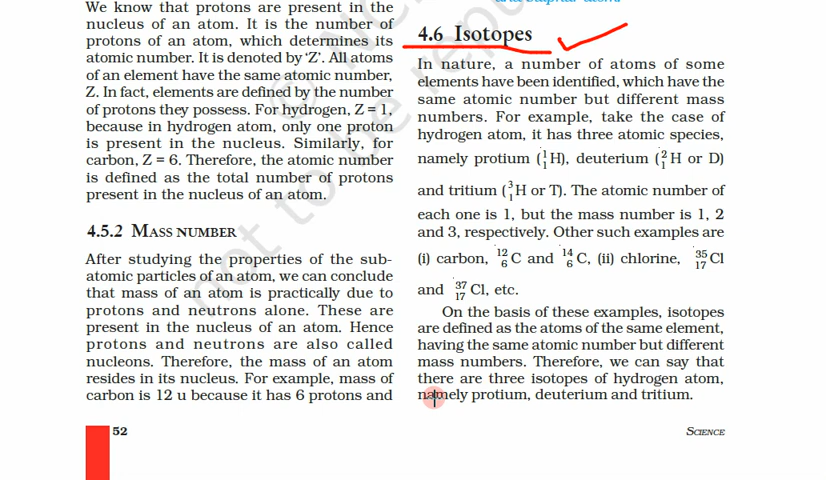 We know that protons are present in the
nucleus of an atom. It is the number of
protons of an atom, which determines its
atomic number. It is denoted by ‘Z’. All atoms
of an element have the same atomic number,
Z. In fact, elements are defined by the number
of protons they possess. For hydrogen, Z = 1,
because in hydrogen atom, only one proton
is present in the nucleus. Similarly, for
carbon, Z = 6. Therefore, the atomic number
is defined as the total number of protons
present in the nucleus of an atom.
4.5.2 MASS NUMBER
After studying the properties of the sub-
atomic particles of an atom, we can conclude
that mass of an atom is practically due to
protons and neutrons alone. These are
present in the nucleus of an atom. Hence
protons and neutrons are also called
nucleons. Therefore, the mass of an atom
resides in its nucleus. For example, mass of
carbon is 12 u because it has 6 protons and
4.6 Isotopes
In nature, a number of atoms of some
elements have been identified, which have the
same atomic number but different mass
numbers. For example, take the case of
hydrogen atom, it has three atomic species,
namely protium (¹₁H), deuterium (²₁H or D)
and tritium (³₁H or T). The atomic number of
each one is 1, but the mass number is 1, 2
and 3, respectively. Other such examples are
(i) carbon, ¹²₆C and ¹⁴₆C, (ii) chlorine, ³⁵₁₇Cl
and ³⁷₁₇Cl, etc.
On the basis of these examples, isotopes
are defined as the atoms of the same element,
having the same atomic number but different
mass numbers. Therefore, we can say that
there are three isotopes of hydrogen atom,
namely protium, deuterium and tritium.
52
SCIENCE
not to be repu
© NC